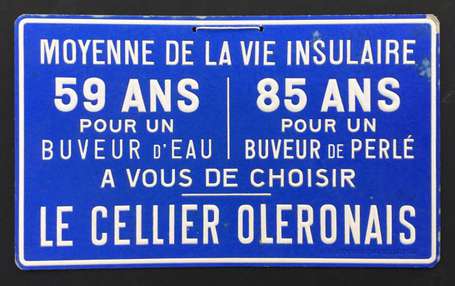 MOYENNE DE LA VIE INSULAIRE
59 ANS
POUR UN
BUVEUR D'EAU
85 ANS
POUR UN
BUVEUR DE PERLÉ
A VOUS DE CHOISIR
LE CELLIER OLERONAIS